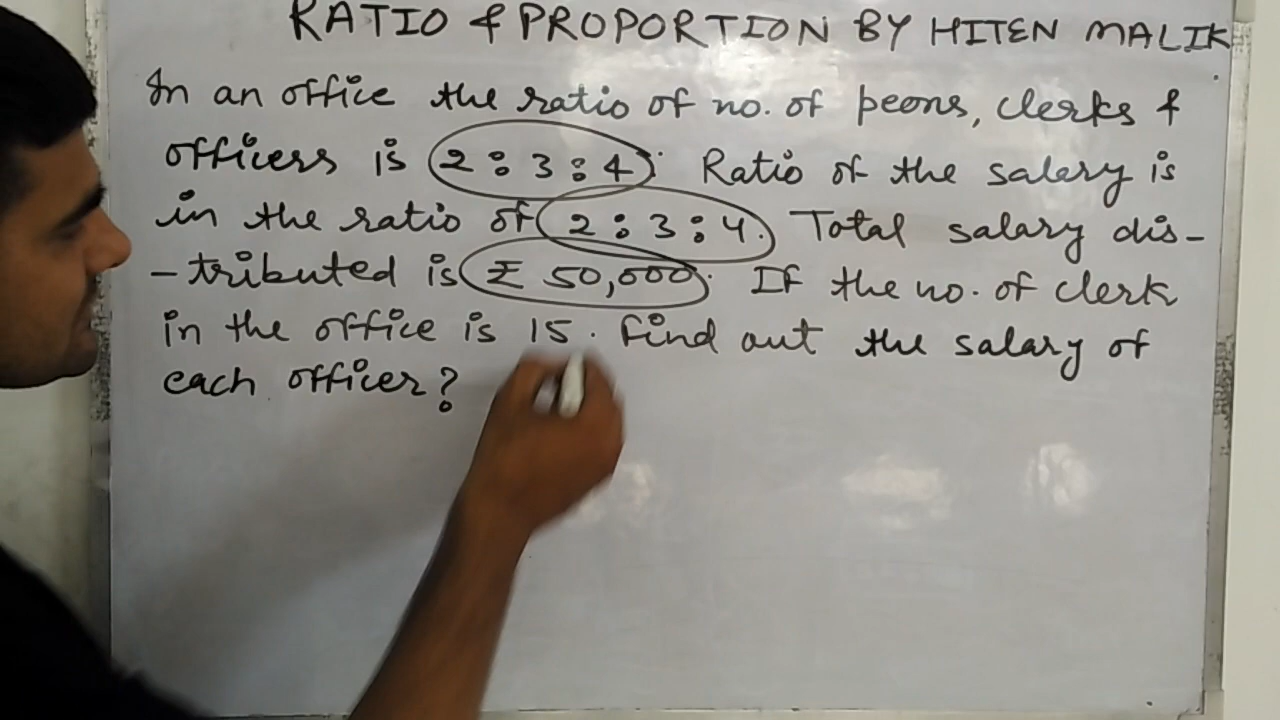 RATIO & PROPORTION BY HITEN MALIK
In an office the ratio of no. of peons, clerks &
officers is 2 : 3 : 4. Ratio of the salery is
in the ratio of 2 : 3 : 4. Total salary dis-
-tributed is ₹ 50,000. If the no. of clerk
in the office is 15. Find out the salary of
each officer?